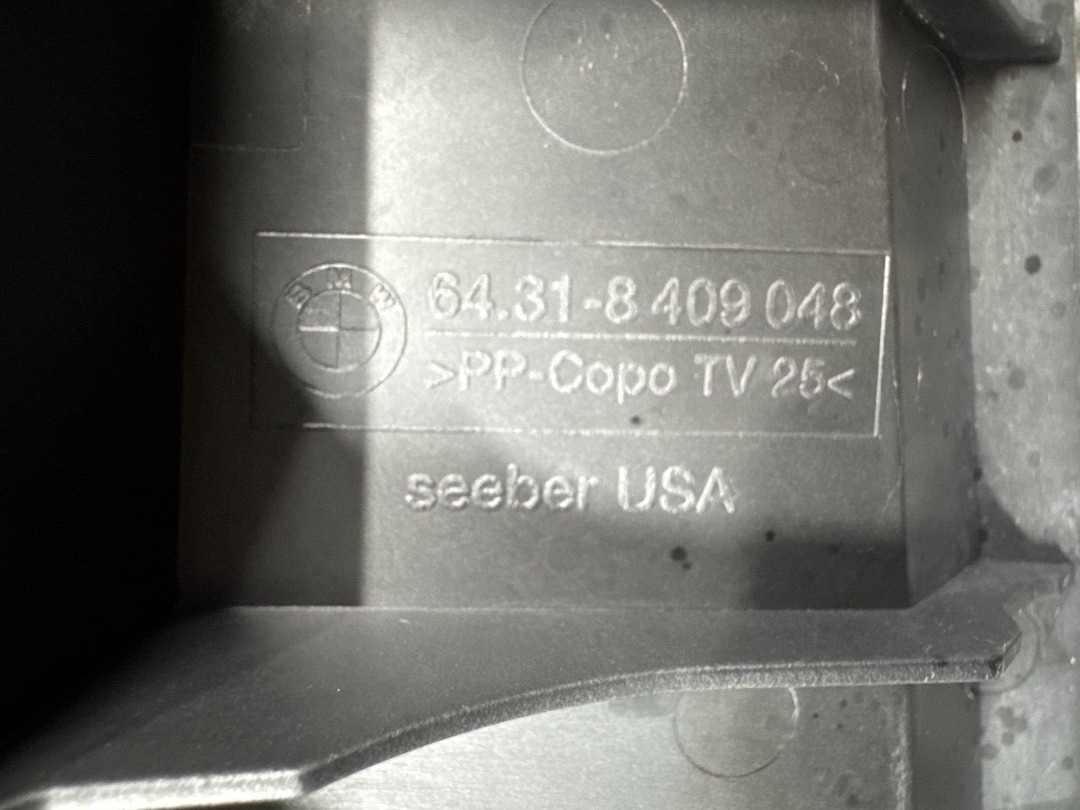 BMW
64.31-8 409 048
>PP-Copo TV 25<
seeber USA